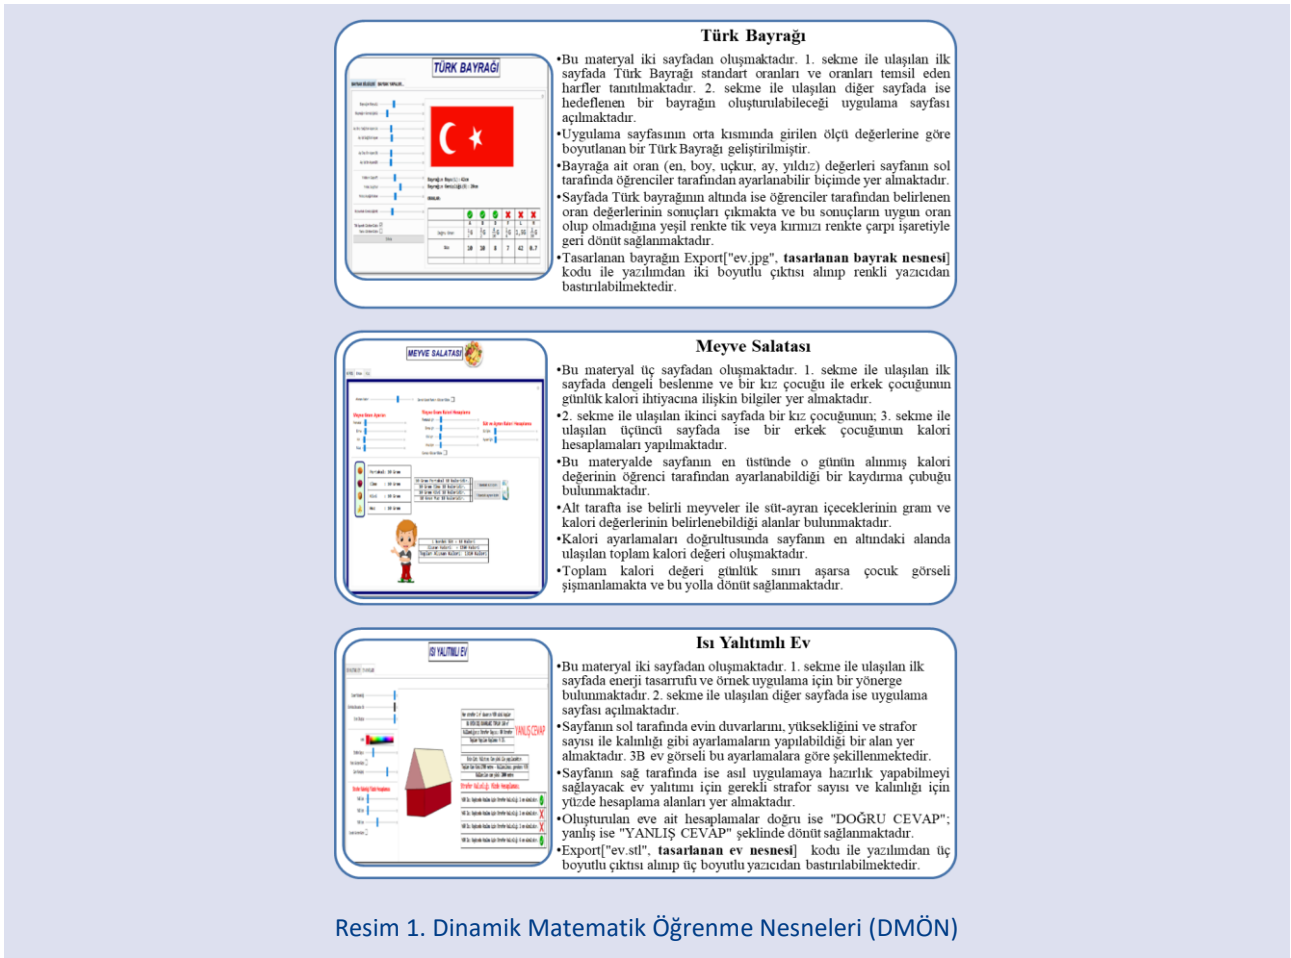 Türk Bayrağı
TÜRK BAYRAĞI
•Bu materyal iki sayfadan oluşmaktadır. 1. sekme ile ulaşılan ilk
sayfada Türk Bayrağı standart oranları ve oranları temsil eden
harfler tanıtılmaktadır. 2. sekme ile ulaşılan diğer sayfada ise
hedeflenen bir bayrağın oluşturulabileceği uygulama sayfası
açılmaktadır.
•Uygulama sayfasının orta kısmında girilen ölçü değerlerine göre
boyutlanan bir Türk Bayrağı geliştirilmiştir.
•Bayrağa ait oran (en, boy, uçkur, ay, yıldız) değerleri sayfanın sol
tarafında öğrenciler tarafından ayarlanabilir biçimde yer almaktadır.
•Sayfada Türk bayrağının altında ise öğrenciler tarafından belirlenen
oran değerlerinin sonuçları çıkmakta ve bu sonuçların uygun oran
olup olmadığına yeşil renkte tik veya kırmızı renkte çarpı işaretiyle
geri dönüt sağlanmaktadır.
•Tasarlanan bayrağın Export["ev.jpg", tasarlanan bayrak nesnesi]
kodu ile yazılımdan iki boyutlu çıktısı alınıp renkli yazıcıdan
bastırılabilmektedir.
Meyve Salatası
MEYVE SALATASI
•Bu materyal üç sayfadan oluşmaktadır. 1. sekme ile ulaşılan ilk
sayfada dengeli beslenme ve bir kız çocuğu ile erkek çocuğunun
günlük kalori ihtiyacına ilişkin bilgiler yer almaktadır.
•2. sekme ile ulaşılan ikinci sayfada bir kız çocuğunun; 3. sekme ile
ulaşılan üçüncü sayfada ise bir erkek çocuğunun kalori
hesaplamaları yapılmaktadır.
•Bu materyalde sayfanın en üstünde o günün alınmış kalori
değerinin öğrenci tarafından ayarlanabildiği bir kaydırma çubuğu
bulunmaktadır.
•Alt tarafta ise belirli meyveler ile süt-ayran içeceklerinin gram ve
kalori değerlerinin belirlenebildiği alanlar bulunmaktadır.
•Kalori ayarlamaları doğrultusunda sayfanın en altındaki alanda
ulaşılan toplam kalori değeri oluşmaktadır.
•Toplam kalori değeri günlük sınırı aşarsa çocuk görseli
şişmanlamakta ve bu yolla dönüt sağlanmaktadır.
Isı Yalıtımlı Ev
ISI YALITIMLI EV
YANLIŞ CEVAP
•Bu materyal iki sayfadan oluşmaktadır. 1. sekme ile ulaşılan ilk
sayfada enerji tasarrufu ve örnek uygulama için bir yönerge
bulunmaktadır. 2. sekme ile ulaşılan diğer sayfada ise uygulama
sayfası açılmaktadır.
•Sayfanın sol tarafında evin duvarlarını, yüksekliğini ve strafor
sayısı ile kalınlığı gibi ayarlamaların yapılabildiği bir alan yer
almaktadır. 3B ev görseli bu ayarlamalara göre şekillenmektedir.
•Sayfanın sağ tarafında ise asıl uygulamaya hazırlık yapabilmeyi
sağlayacak ev yalıtımı için gerekli strafor sayısı ve kalınlığı için
yüzde hesaplama alanları yer almaktadır.
•Oluşturulan eve ait hesaplamalar doğru ise "DOĞRU CEVAP";
yanlış ise "YANLIŞ CEVAP" şeklinde dönüt sağlanmaktadır.
•Export["ev.stl", tasarlanan ev nesnesi] kodu ile yazılımdan üç
boyutlu çıktısı alınıp üç boyutlu yazıcıdan bastırılabilmektedir.
Resim 1. Dinamik Matematik Öğrenme Nesneleri (DMÖN)